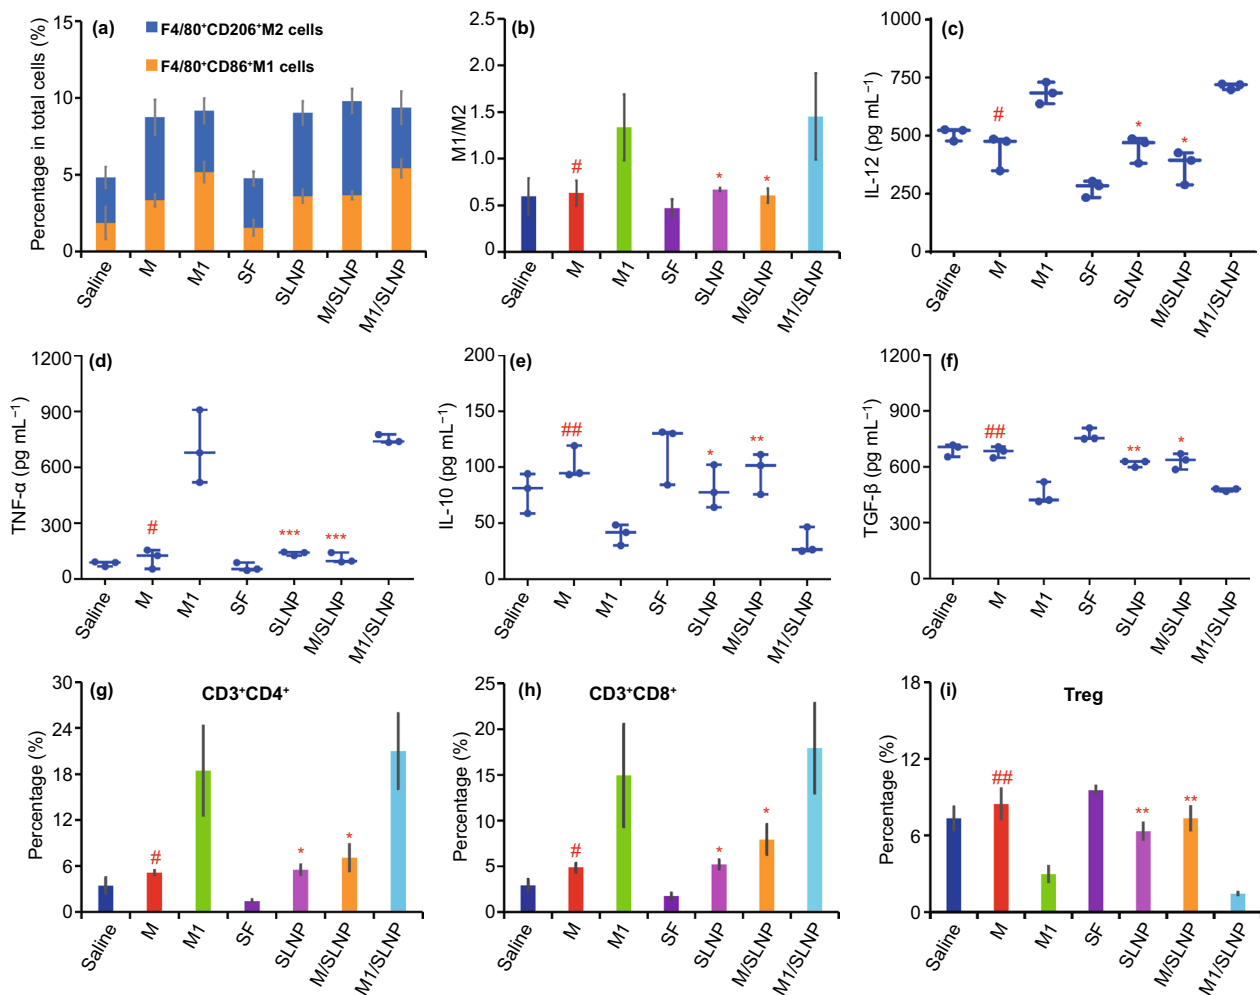 (a)
F4/80⁺CD206⁺M2 cells
F4/80⁺CD86⁺M1 cells
Percentage in total cells (%)
15
10
5
0
Saline
M
M1
SF
SLNP
M/SLNP
M1/SLNP
(b)
M1/M2
2.5
2.0
1.5
1.0
0.5
0
#
*
*
Saline
M
M1
SF
SLNP
M/SLNP
M1/SLNP
(c)
IL-12 (pg mL⁻¹)
1000
750
500
250
0
#
*
*
Saline
M
M1
SF
SLNP
M/SLNP
M1/SLNP
(d)
TNF-α (pg mL⁻¹)
1200
900
600
300
0
#
***
***
Saline
M
M1
SF
SLNP
M/SLNP
M1/SLNP
(e)
IL-10 (pg mL⁻¹)
200
150
100
50
0
##
*
**
Saline
M
M1
SF
SLNP
M/SLNP
M1/SLNP
(f)
TGF-β (pg mL⁻¹)
1200
900
600
300
0
##
**
*
Saline
M
M1
SF
SLNP
M/SLNP
M1/SLNP
(g)
CD3⁺CD4⁺
Percentage (%)
30
24
18
12
6
0
#
*
*
Saline
M
M1
SF
SLNP
M/SLNP
M1/SLNP
(h)
CD3⁺CD8⁺
Percentage (%)
25
20
15
10
5
0
#
*
*
Saline
M
M1
SF
SLNP
M/SLNP
M1/SLNP
(i)
Treg
Percentage (%)
18
12
6
0
##
**
**
Saline
M
M1
SF
SLNP
M/SLNP
M1/SLNP